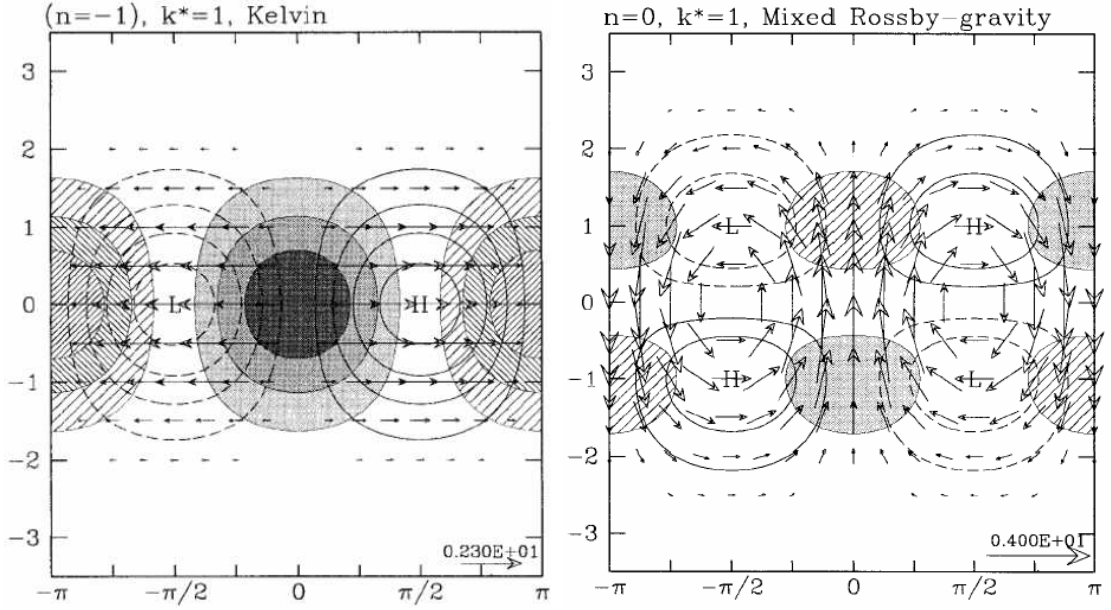 (n=−1), k*=1, Kelvin
3
2
1
0
−1
−2
−3
L
H
0.230E+01
−π
−π/2
0
π/2
π
n=0, k*=1, Mixed Rossby−gravity
3
2
1
0
−1
−2
−3
L
H
H
L
0.400E+01
−π
−π/2
0
π/2
π